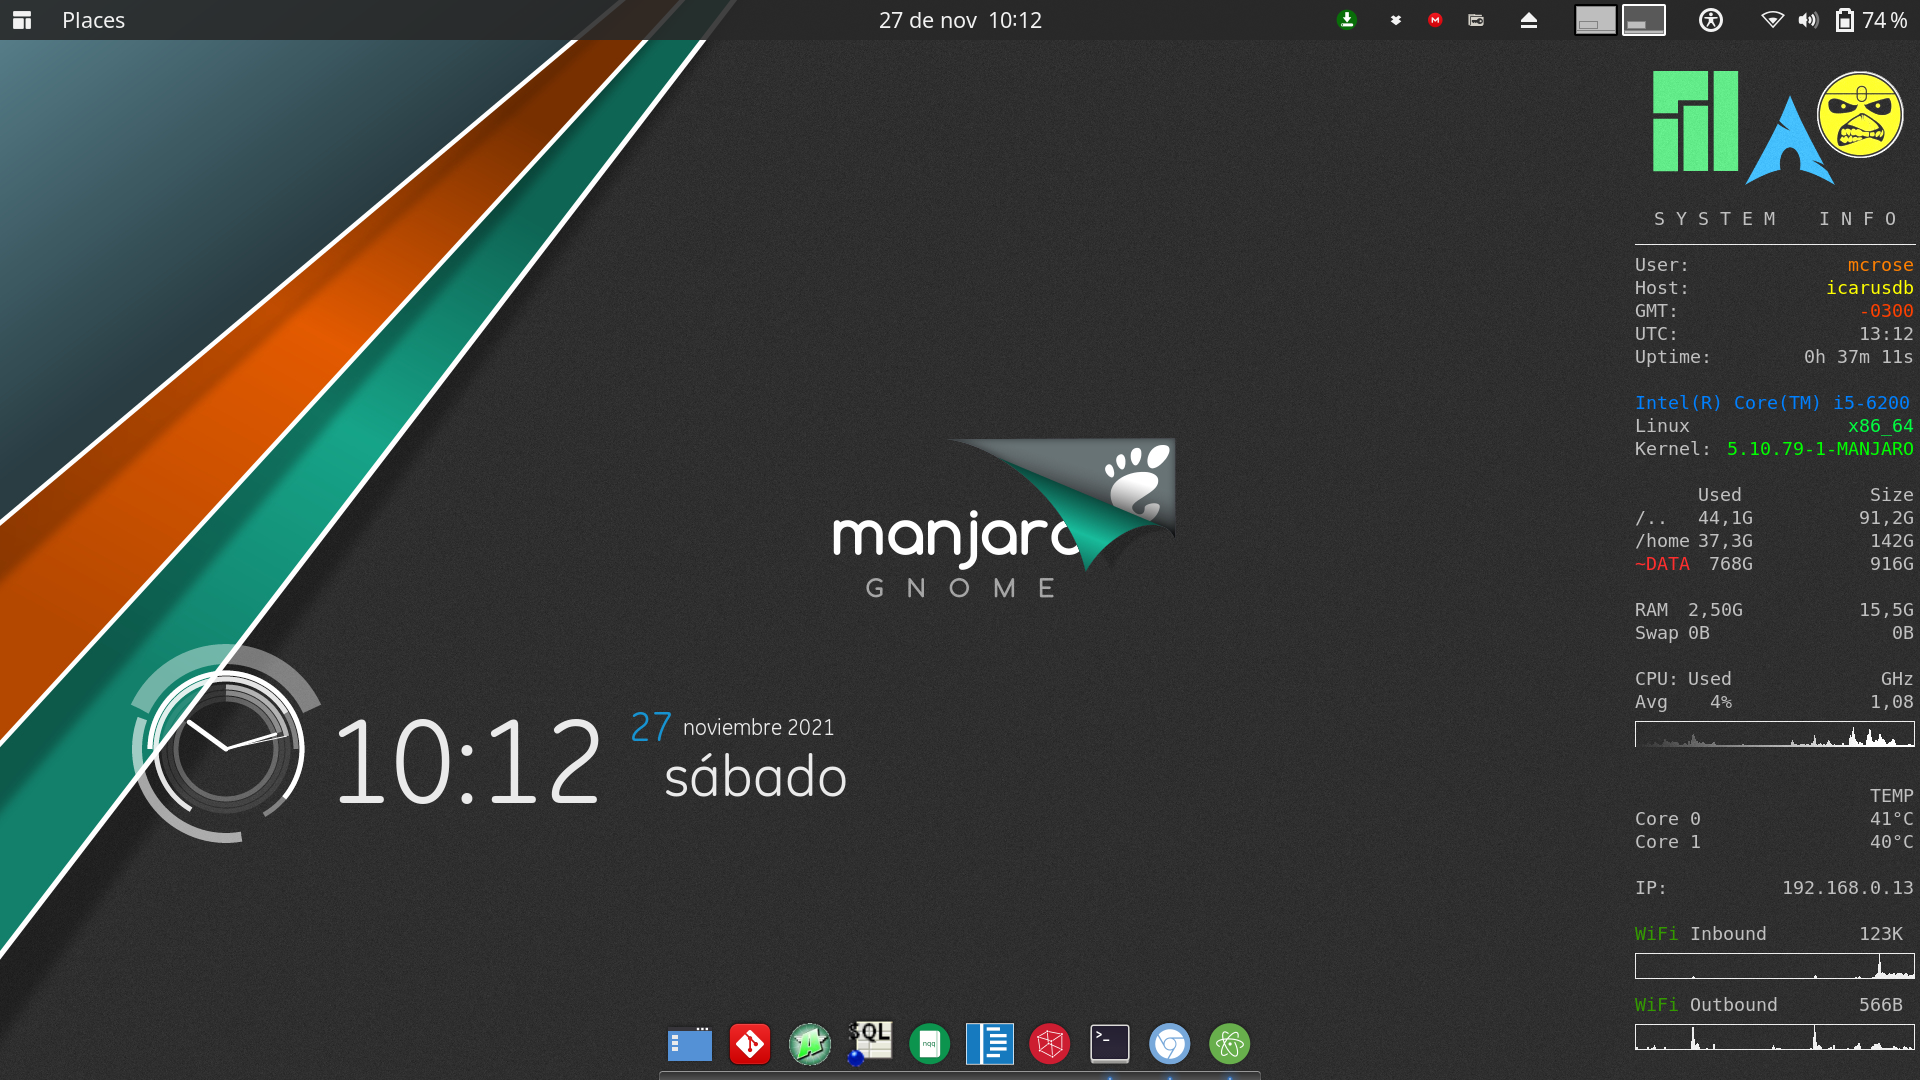 Places
27 de nov 10:12
74 %
SYSTEM INFO
User: mcrose
Host: icarusdb
GMT: -0300
UTC: 13:12
Uptime: 0h 37m 11s
Intel(R) Core(TM) i5-6200
Linux x86_64
Kernel: 5.10.79-1-MANJARO
Used Size
/.. 44,1G 91,2G
/home 37,3G 142G
~DATA 768G 916G
RAM 2,50G 15,5G
Swap 0B 0B
CPU: Used GHz
Avg 4% 1,08
TEMP
Core 0 41°C
Core 1 40°C
IP: 192.168.0.13
WiFi Inbound 123K
WiFi Outbound 566B
manjaro
GNOME
10:12
27 noviembre 2021
sábado
SQL
nqq